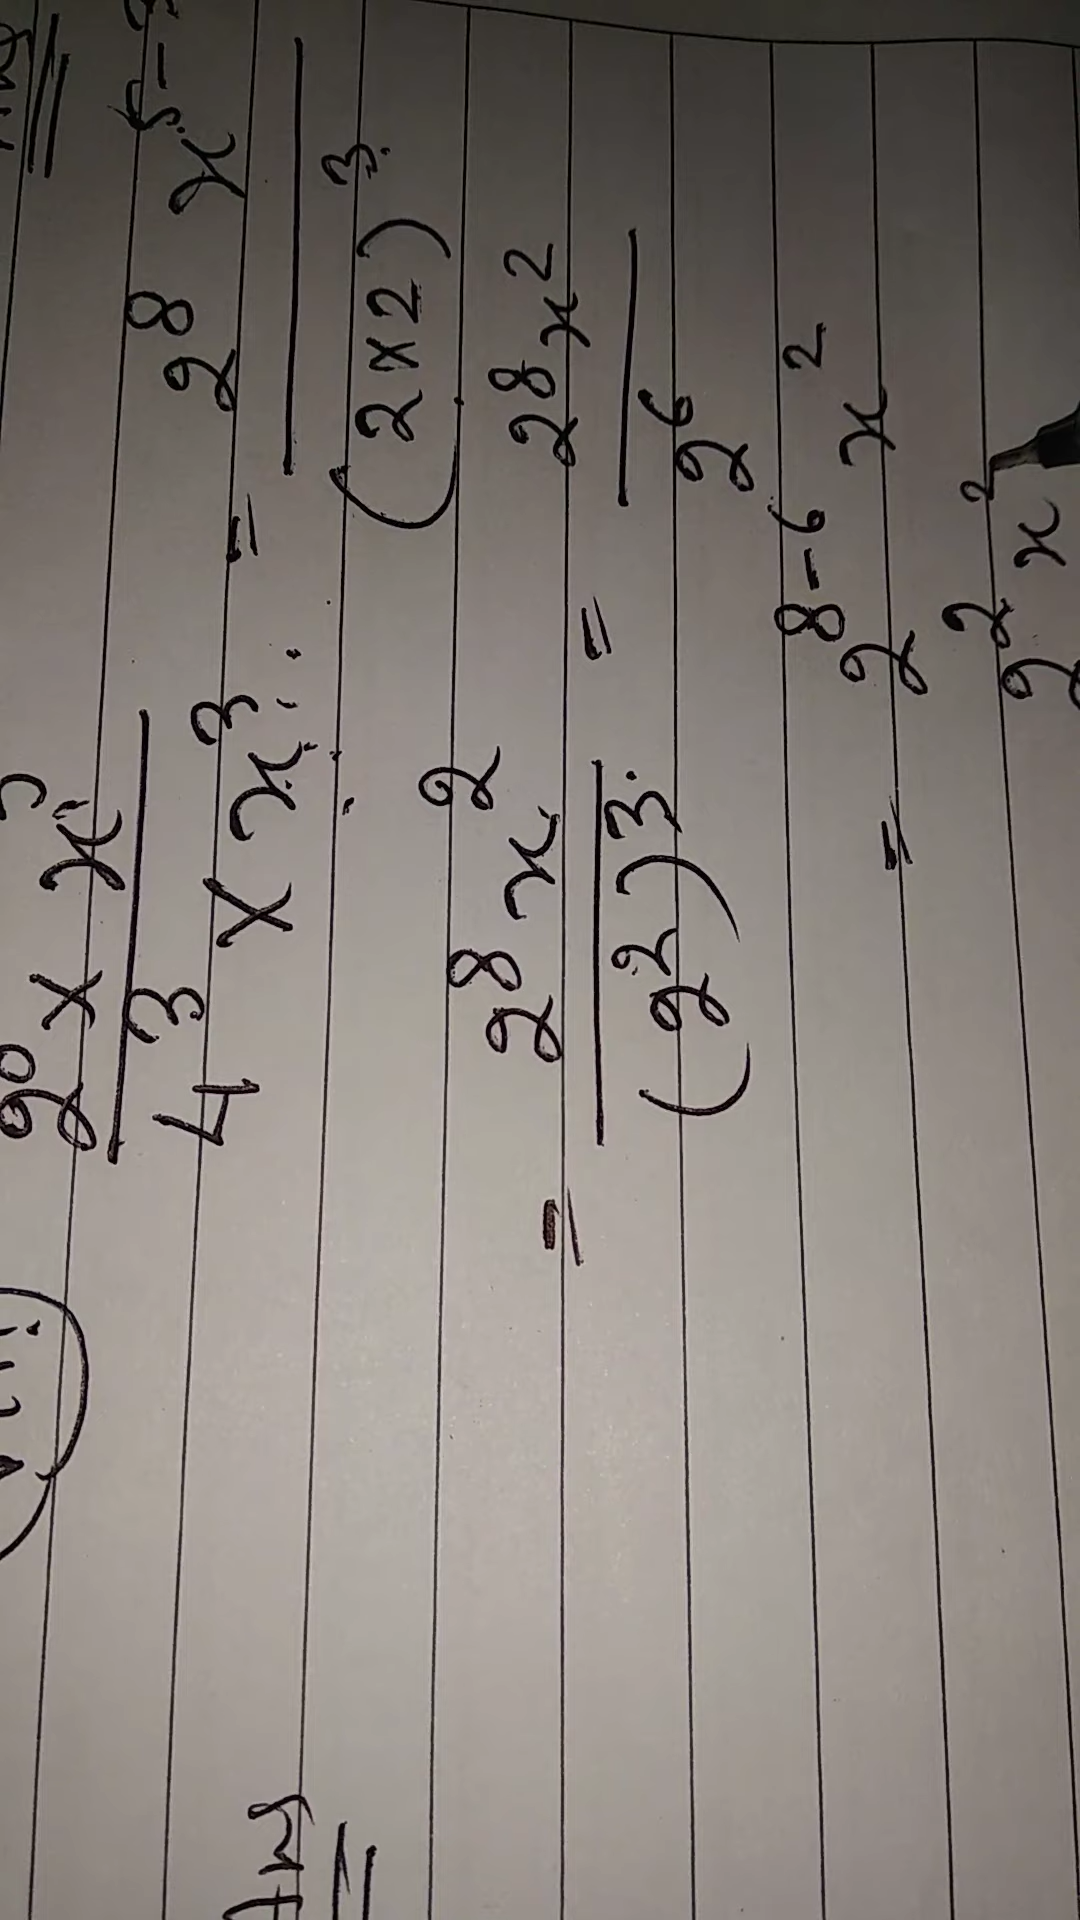 2⁸ × x⁵ / 4³ × x³ = 2⁸ x⁵⁻³ / (2×2)³
= 2⁸ x² / (2²)³ = 2⁸ x² / 2⁶
= 2⁸⁻⁶ x²
2² x²
Ans